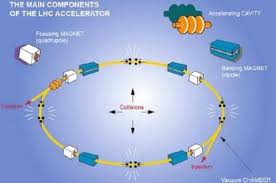 THE MAIN COMPONENTS
OF THE LHC ACCELERATOR
Accelerating CAVITY
Focusing MAGNET
(quadrupole)
Bending MAGNET
(dipole)
Injection
Collisions
Injection
Vacuum CHAMBER